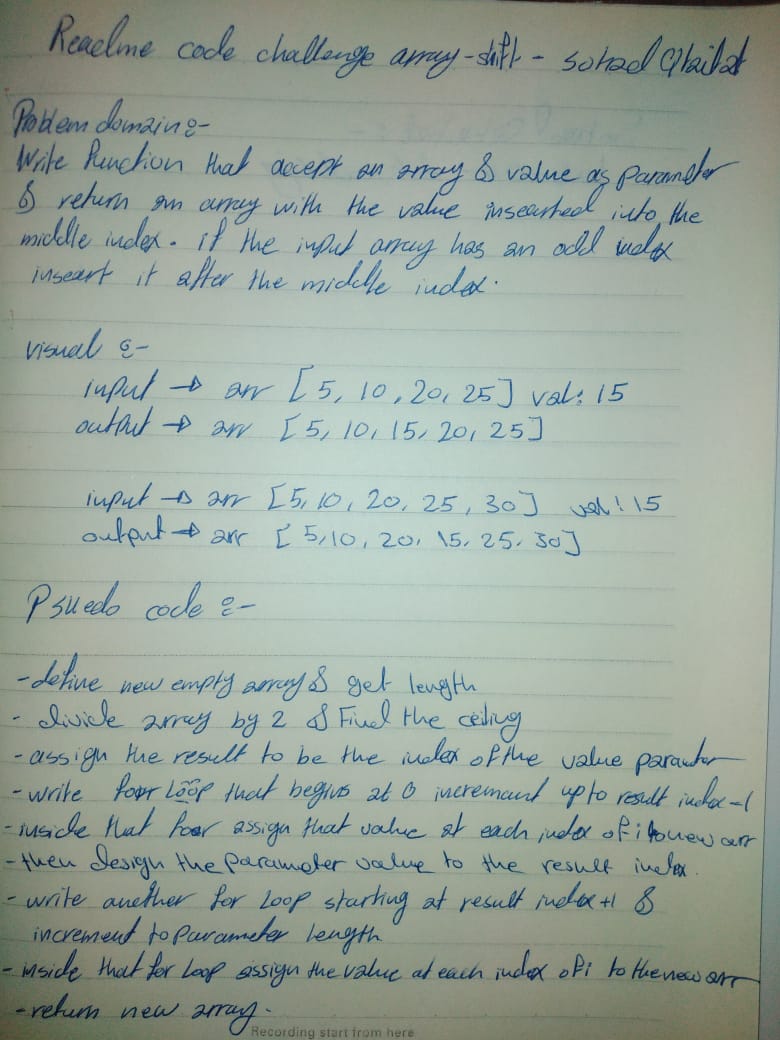 Readme code challenge array-shift - sohad Qtaitat
Problem domain :-
Write function that accept an array & value as parameter
& return an array with the value insearted into the
middle index. if the input array has an odd index
inseart it after the middle index.
visual :-
input → arr [5, 10, 20, 25] val: 15
output → arr [5, 10, 15, 20, 25]
input → arr [5, 10, 20, 25, 30] val: 15
output → arr [5, 10, 20, 15, 25, 30]
Psuedo code :-
- define new empty array & get length
- divide array by 2 & Find the ceiling
- assign the result to be the index of the value paramter
- write for Loop that begins at 0 incremant up to result index-1
- inside that for assign that value at each index of i to new arr
- then design the parameter value to the result index.
- write another for Loop starting at result index+1 &
increment to parameter length
- inside that for Loop assign the value at each index of i to the new arr
- return new array.
Recording start from here